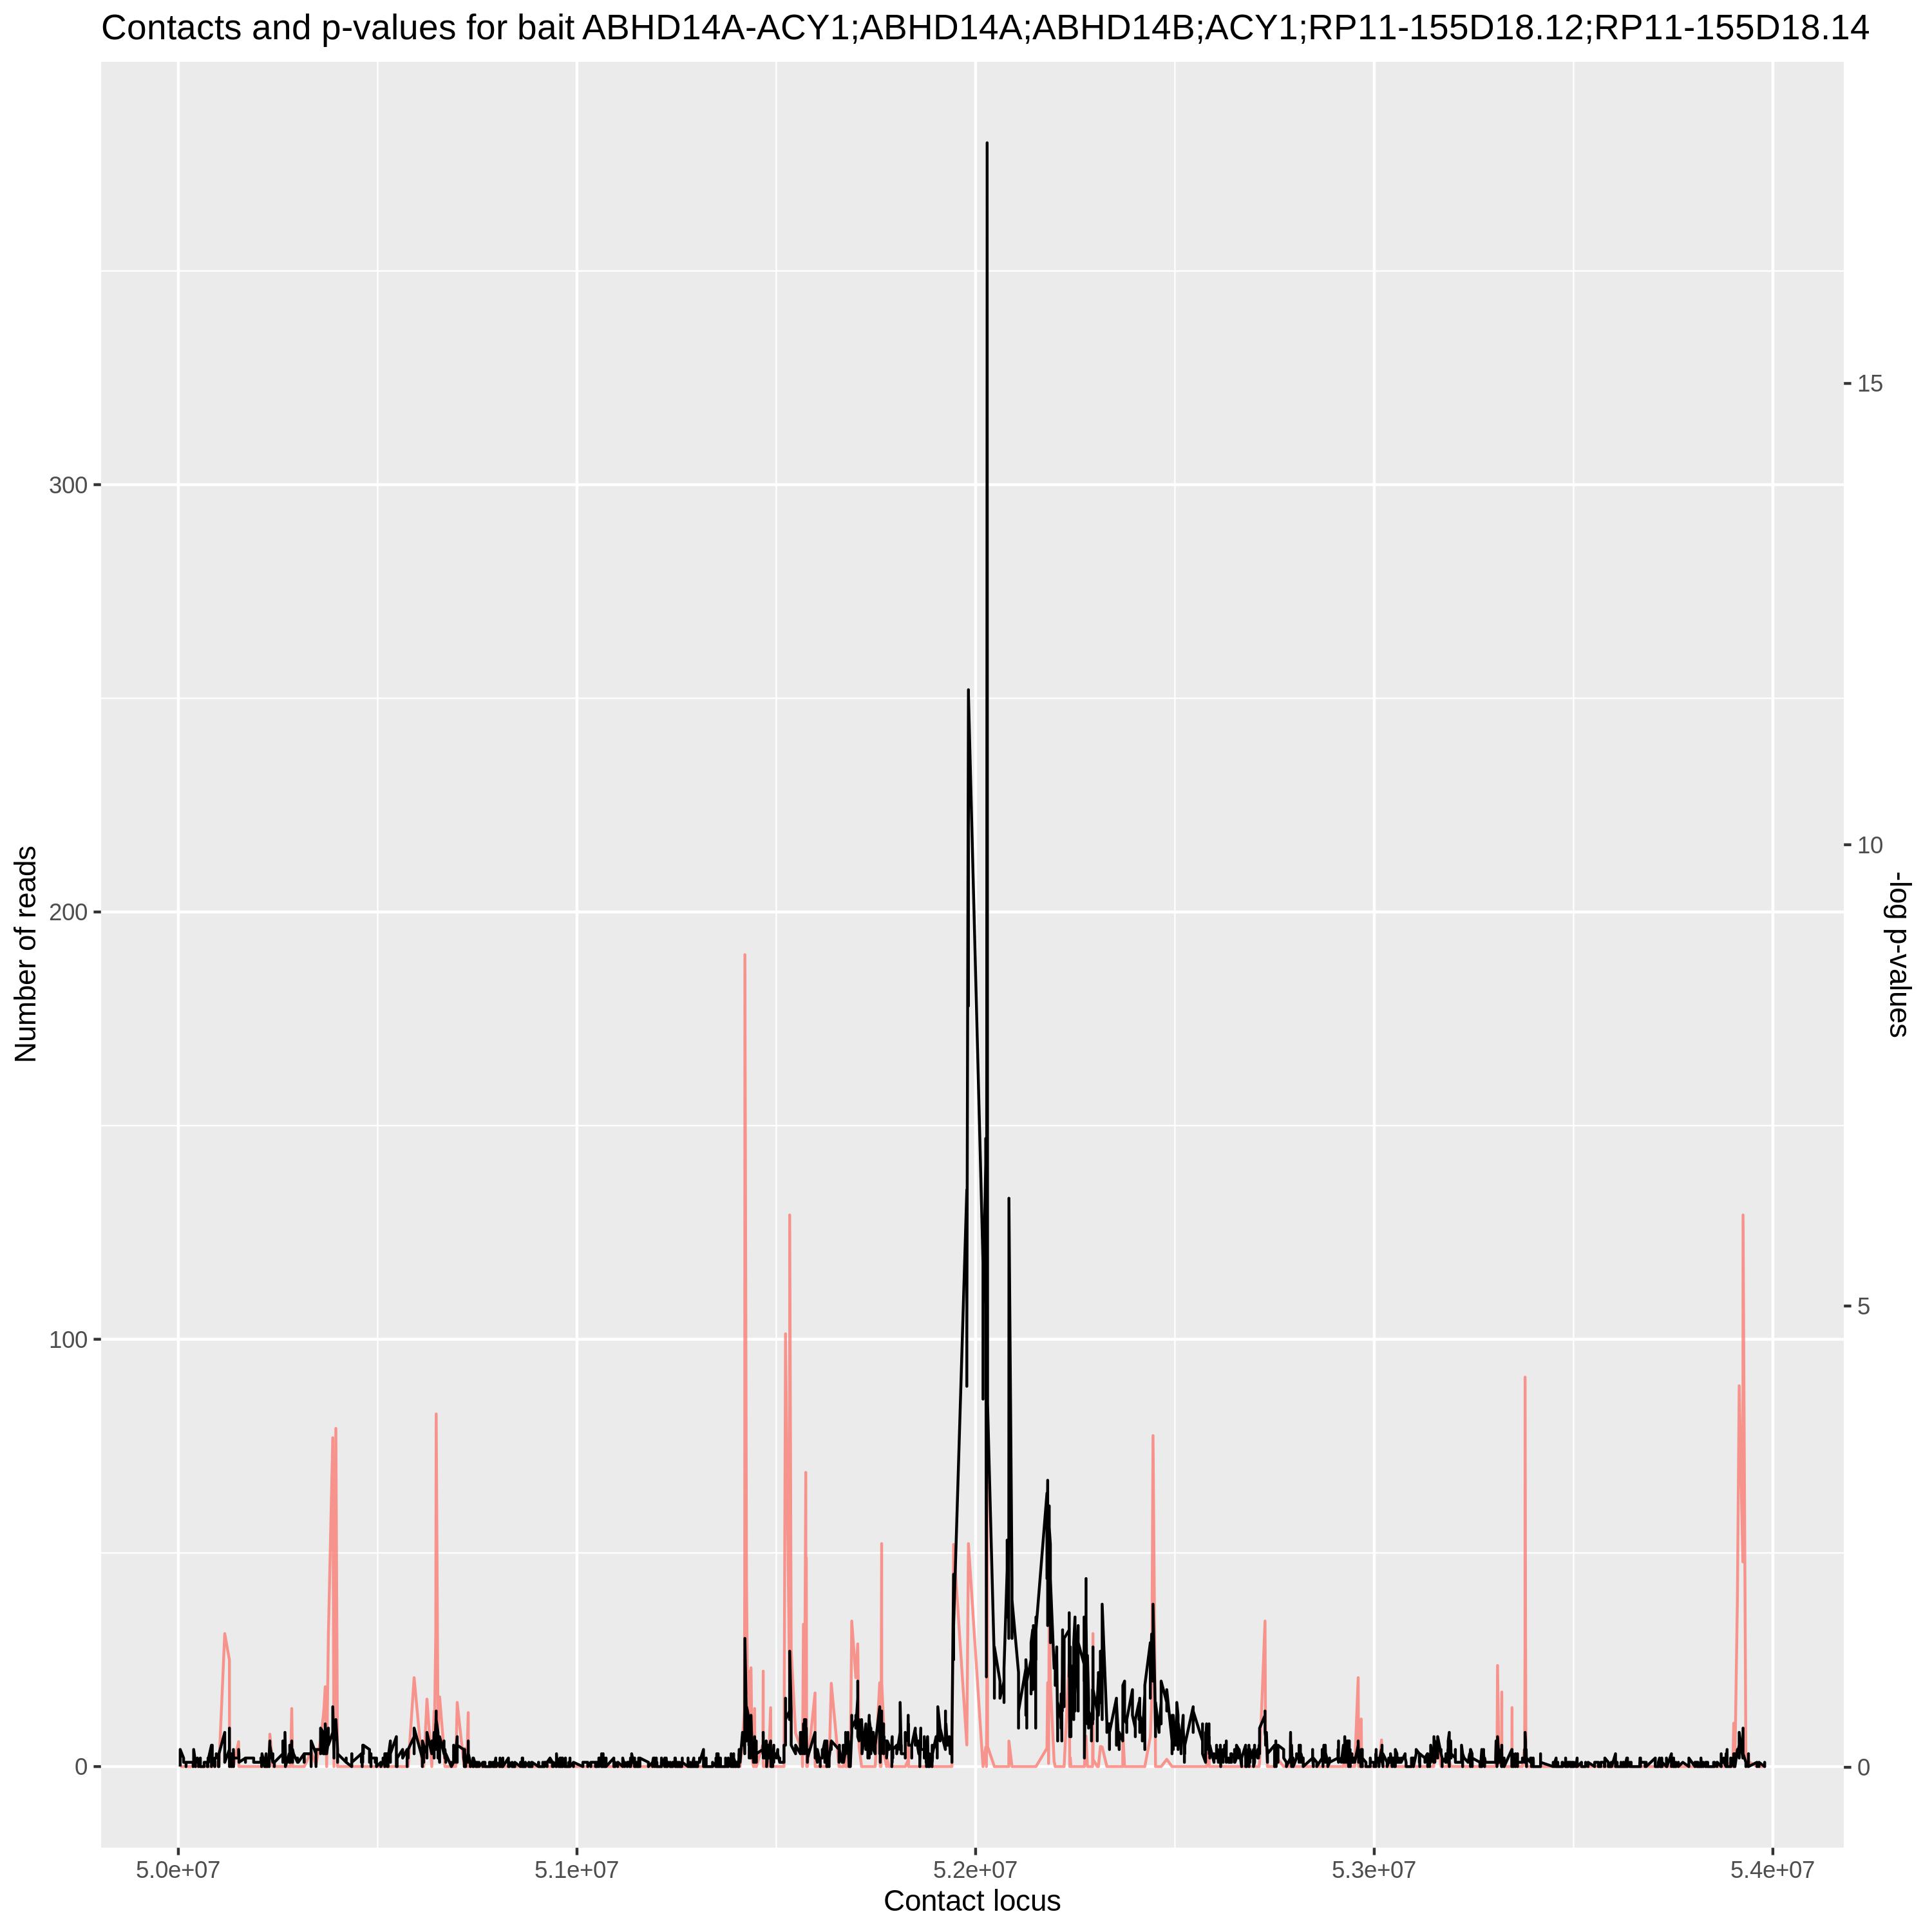 Contacts and p-values for bait ABHD14A-ACY1;ABHD14A;ABHD14B;ACY1;RP11-155D18.12;RP11-155D18.14
300
200
100
0
Number of reads
15
10
5
0
-log p-values
5.0e+07
5.1e+07
5.2e+07
5.3e+07
5.4e+07
Contact locus